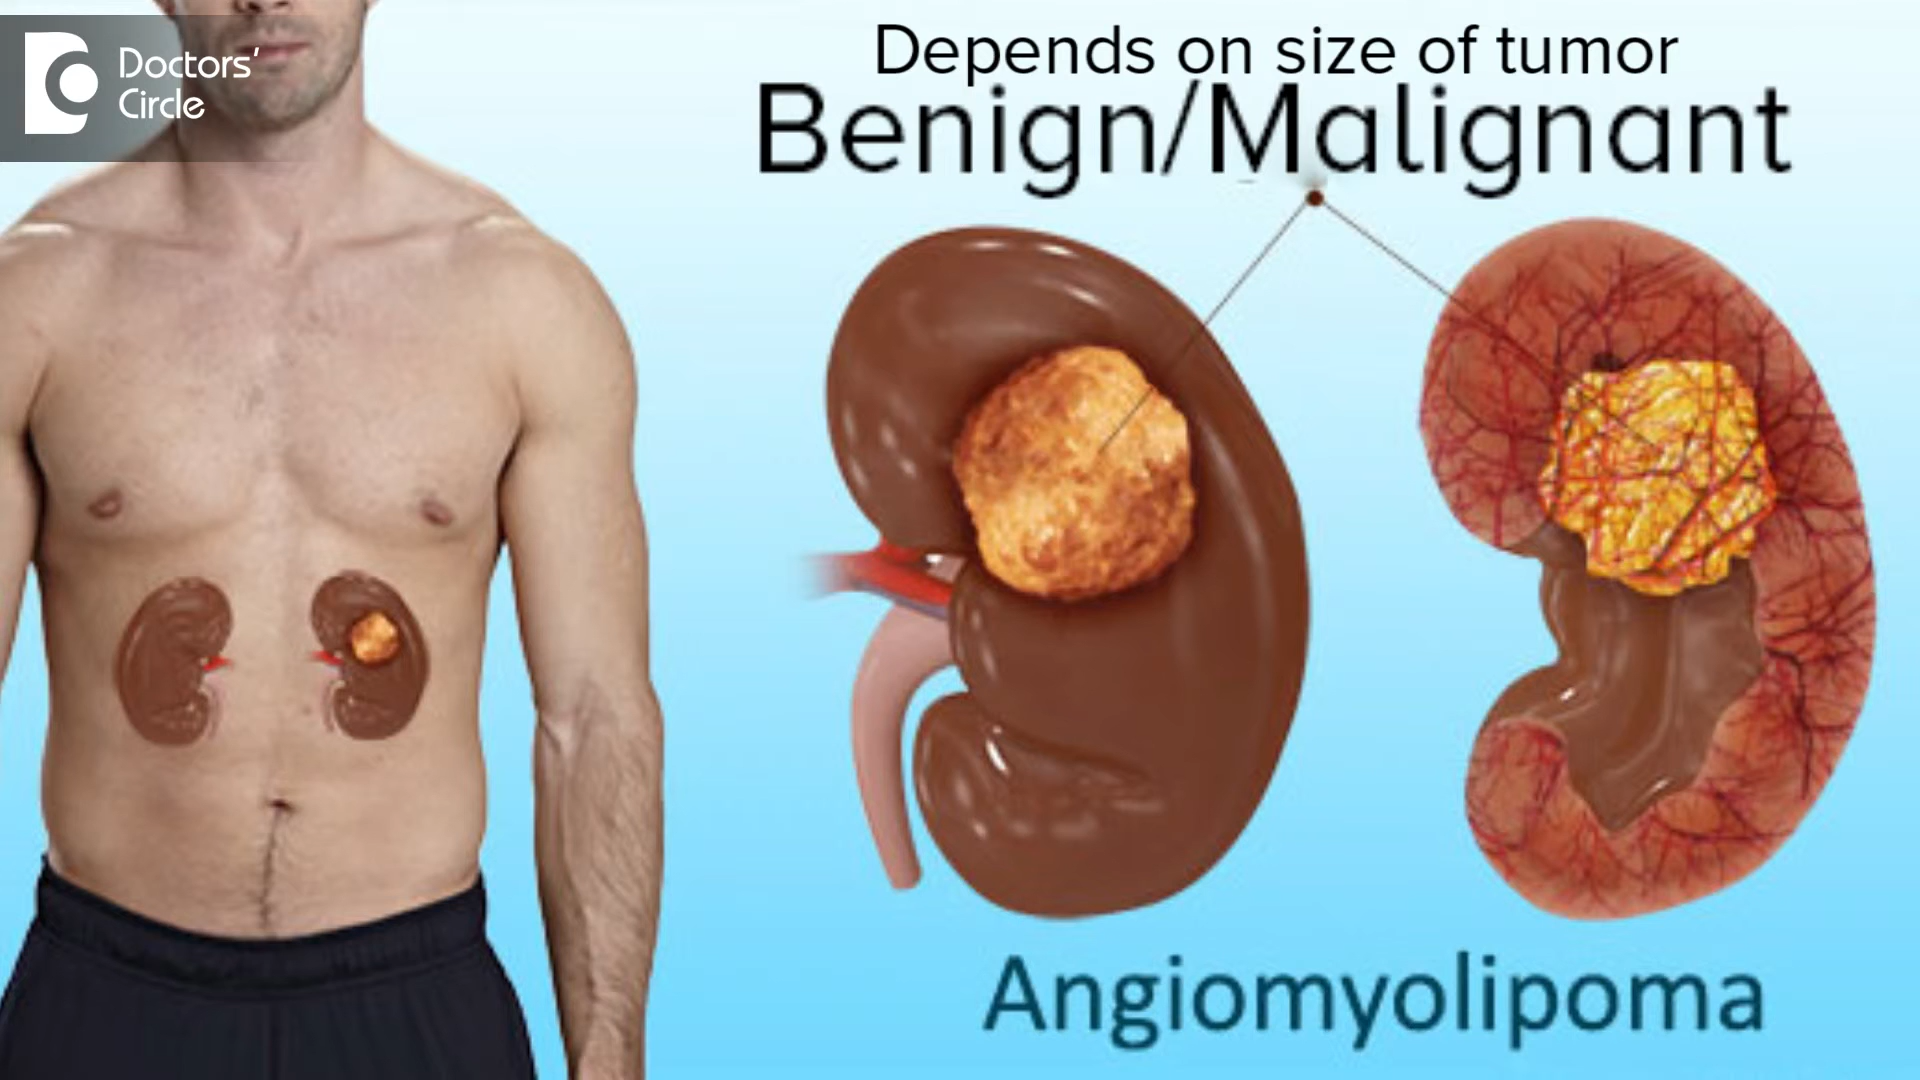 Doctors'
Circle
Depends on size of tumor
Benign/Malignant
Angiomyolipoma